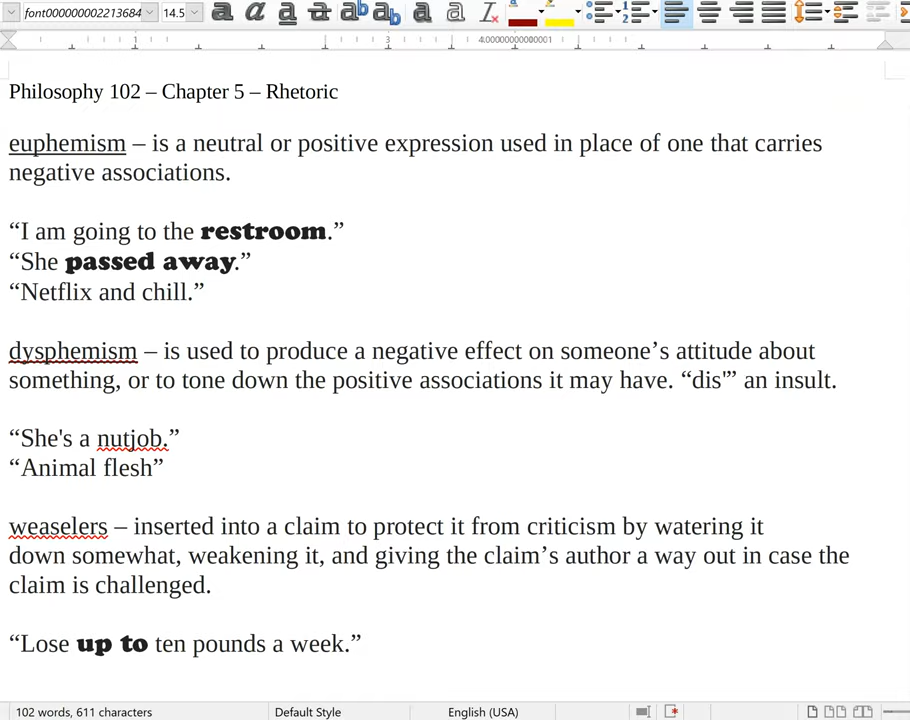 font000000002213684
14.5
1
3
4.0000000000001
Philosophy 102 – Chapter 5 – Rhetoric
euphemism – is a neutral or positive expression used in place of one that carries
negative associations.
“I am going to the restroom.”
“She passed away.”
“Netflix and chill.”
dysphemism – is used to produce a negative effect on someone’s attitude about
something, or to tone down the positive associations it may have. “dis'” an insult.
“She's a nutjob.”
“Animal flesh”
weaselers – inserted into a claim to protect it from criticism by watering it
down somewhat, weakening it, and giving the claim’s author a way out in case the
claim is challenged.
“Lose up to ten pounds a week.”
102 words, 611 characters
Default Style
English (USA)